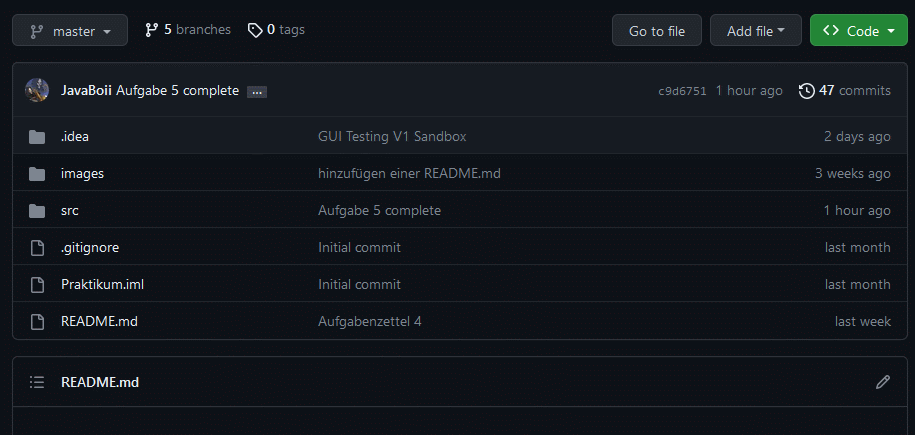 master 5 branches 0 tags Go to file Add file Code
JavaBoii Aufgabe 5 complete ... c9d6751 1 hour ago 47 commits
.idea GUI Testing V1 Sandbox 2 days ago
images hinzufügen einer README.md 3 weeks ago
src Aufgabe 5 complete 1 hour ago
.gitignore Initial commit last month
Praktikum.iml Initial commit last month
README.md Aufgabenzettel 4 last week
README.md